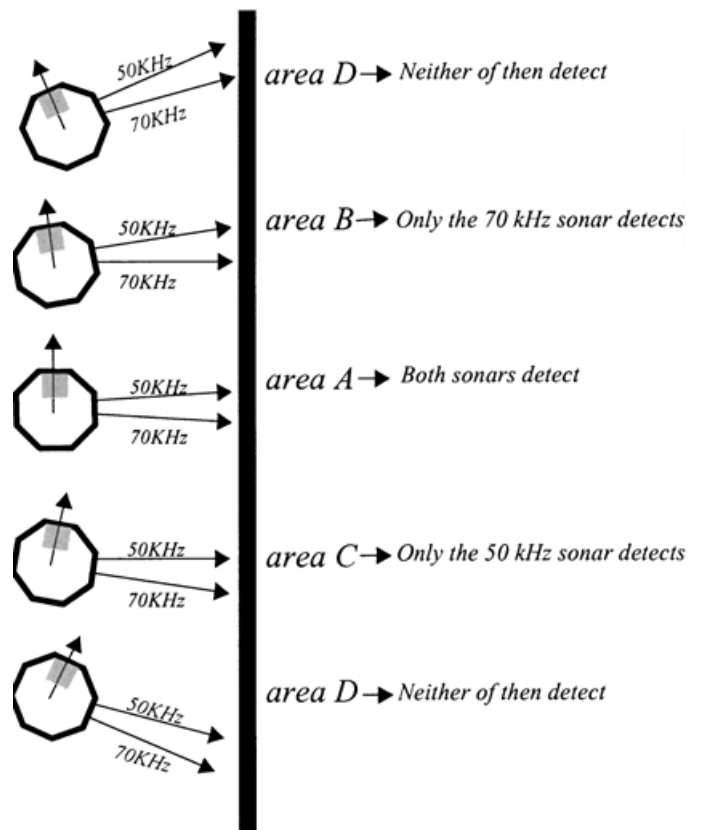 50KHz
70KHz
area D → Neither of then detect
50KHz
70KHz
area B → Only the 70 kHz sonar detects
50KHz
70KHz
area A → Both sonars detect
50KHz
70KHz
area C → Only the 50 kHz sonar detects
50KHz
70KHz
area D → Neither of then detect